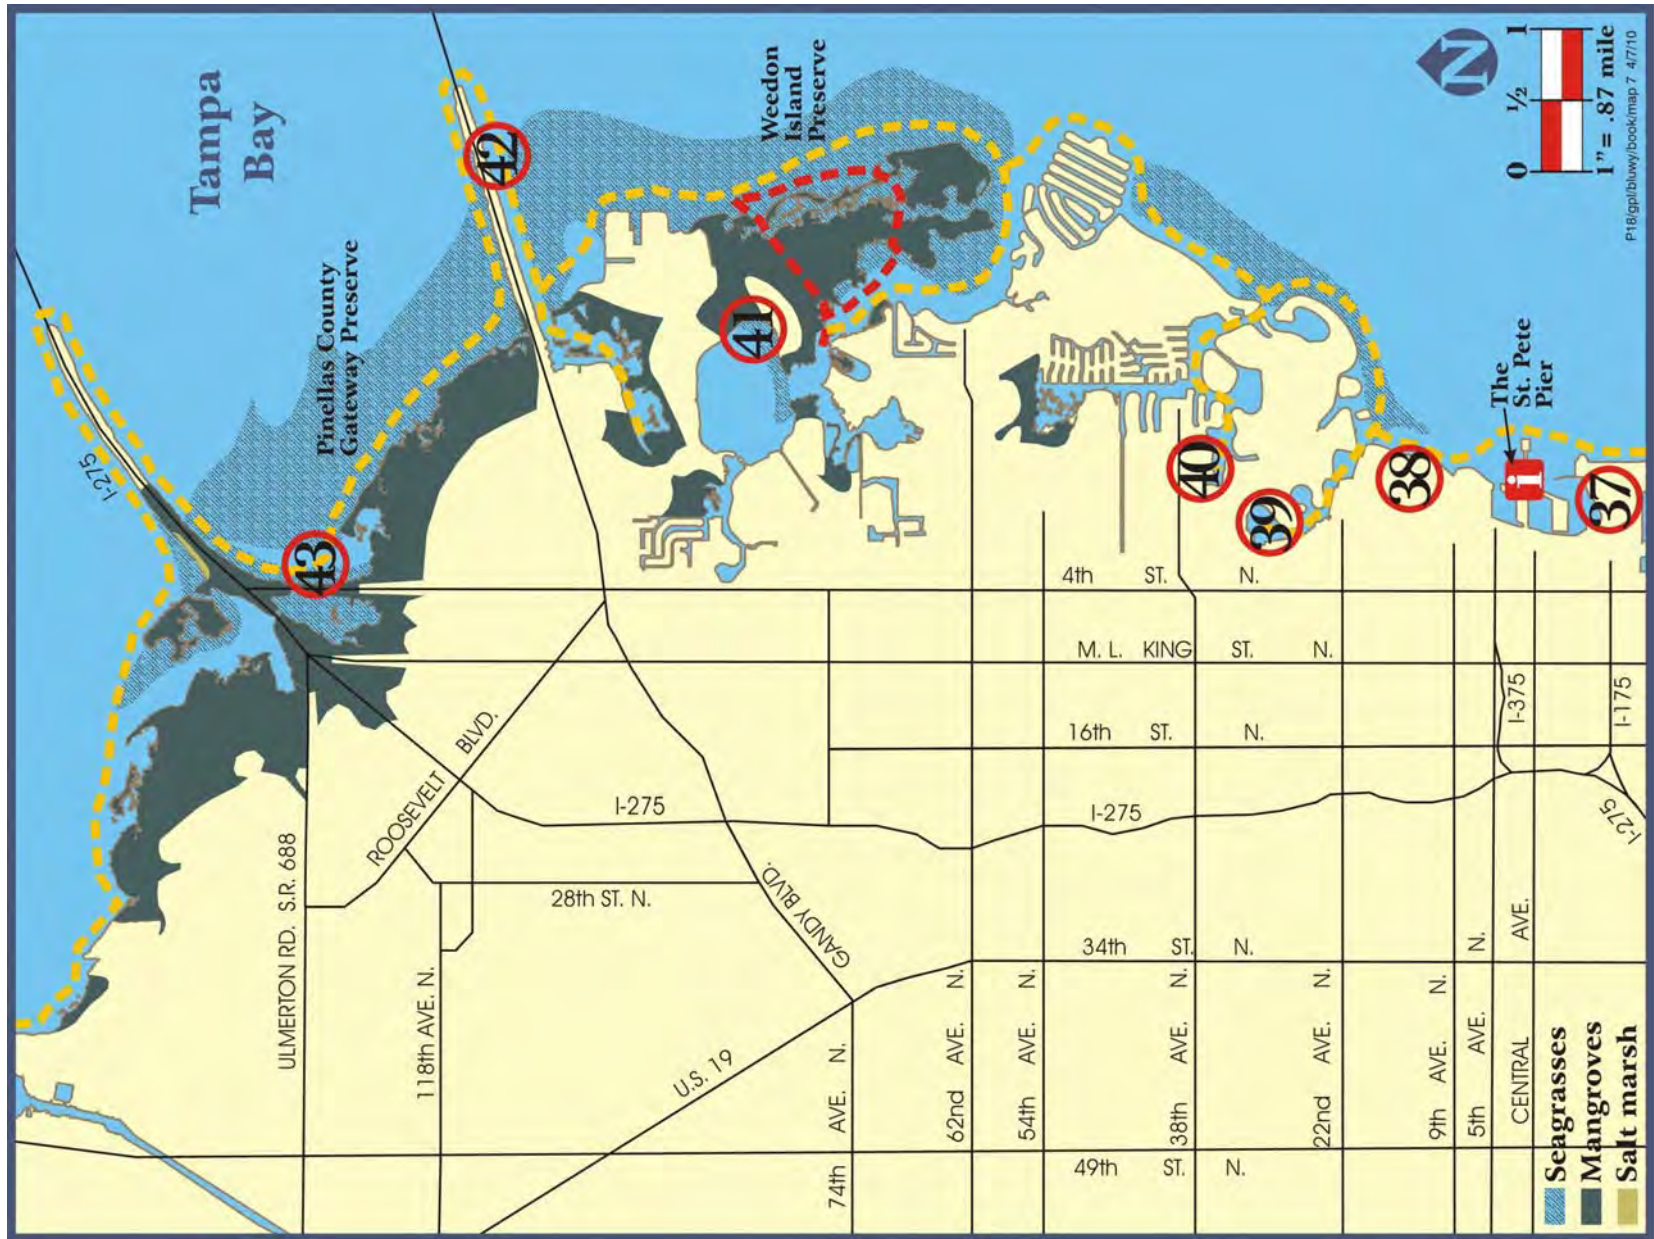 Tampa
Bay
Pinellas County
Gateway Preserve
Weedon
Island
Preserve
42
43
41
40
39
38
37
The
St. Pete
Pier
i
N
0 ½ 1
1”= .87 mile
P18/gpl/bluwy/book/map 7 4/7/10
I-275
4th ST. N.
M. L. KING ST. N.
16th ST. N.
I-375
I-175
ROOSEVELT BLVD.
I-275
I-275
I-275
28th ST. N.
GANDY BLVD.
34th ST. N.
ULMERTON RD. S.R. 688
118th AVE. N.
U.S. 19
74th AVE. N.
62nd AVE. N.
54th AVE. N.
38th AVE. N.
22nd AVE. N.
9th AVE. N.
5th AVE. N.
CENTRAL AVE.
49th ST. N.
Seagrasses
Mangroves
Salt marsh